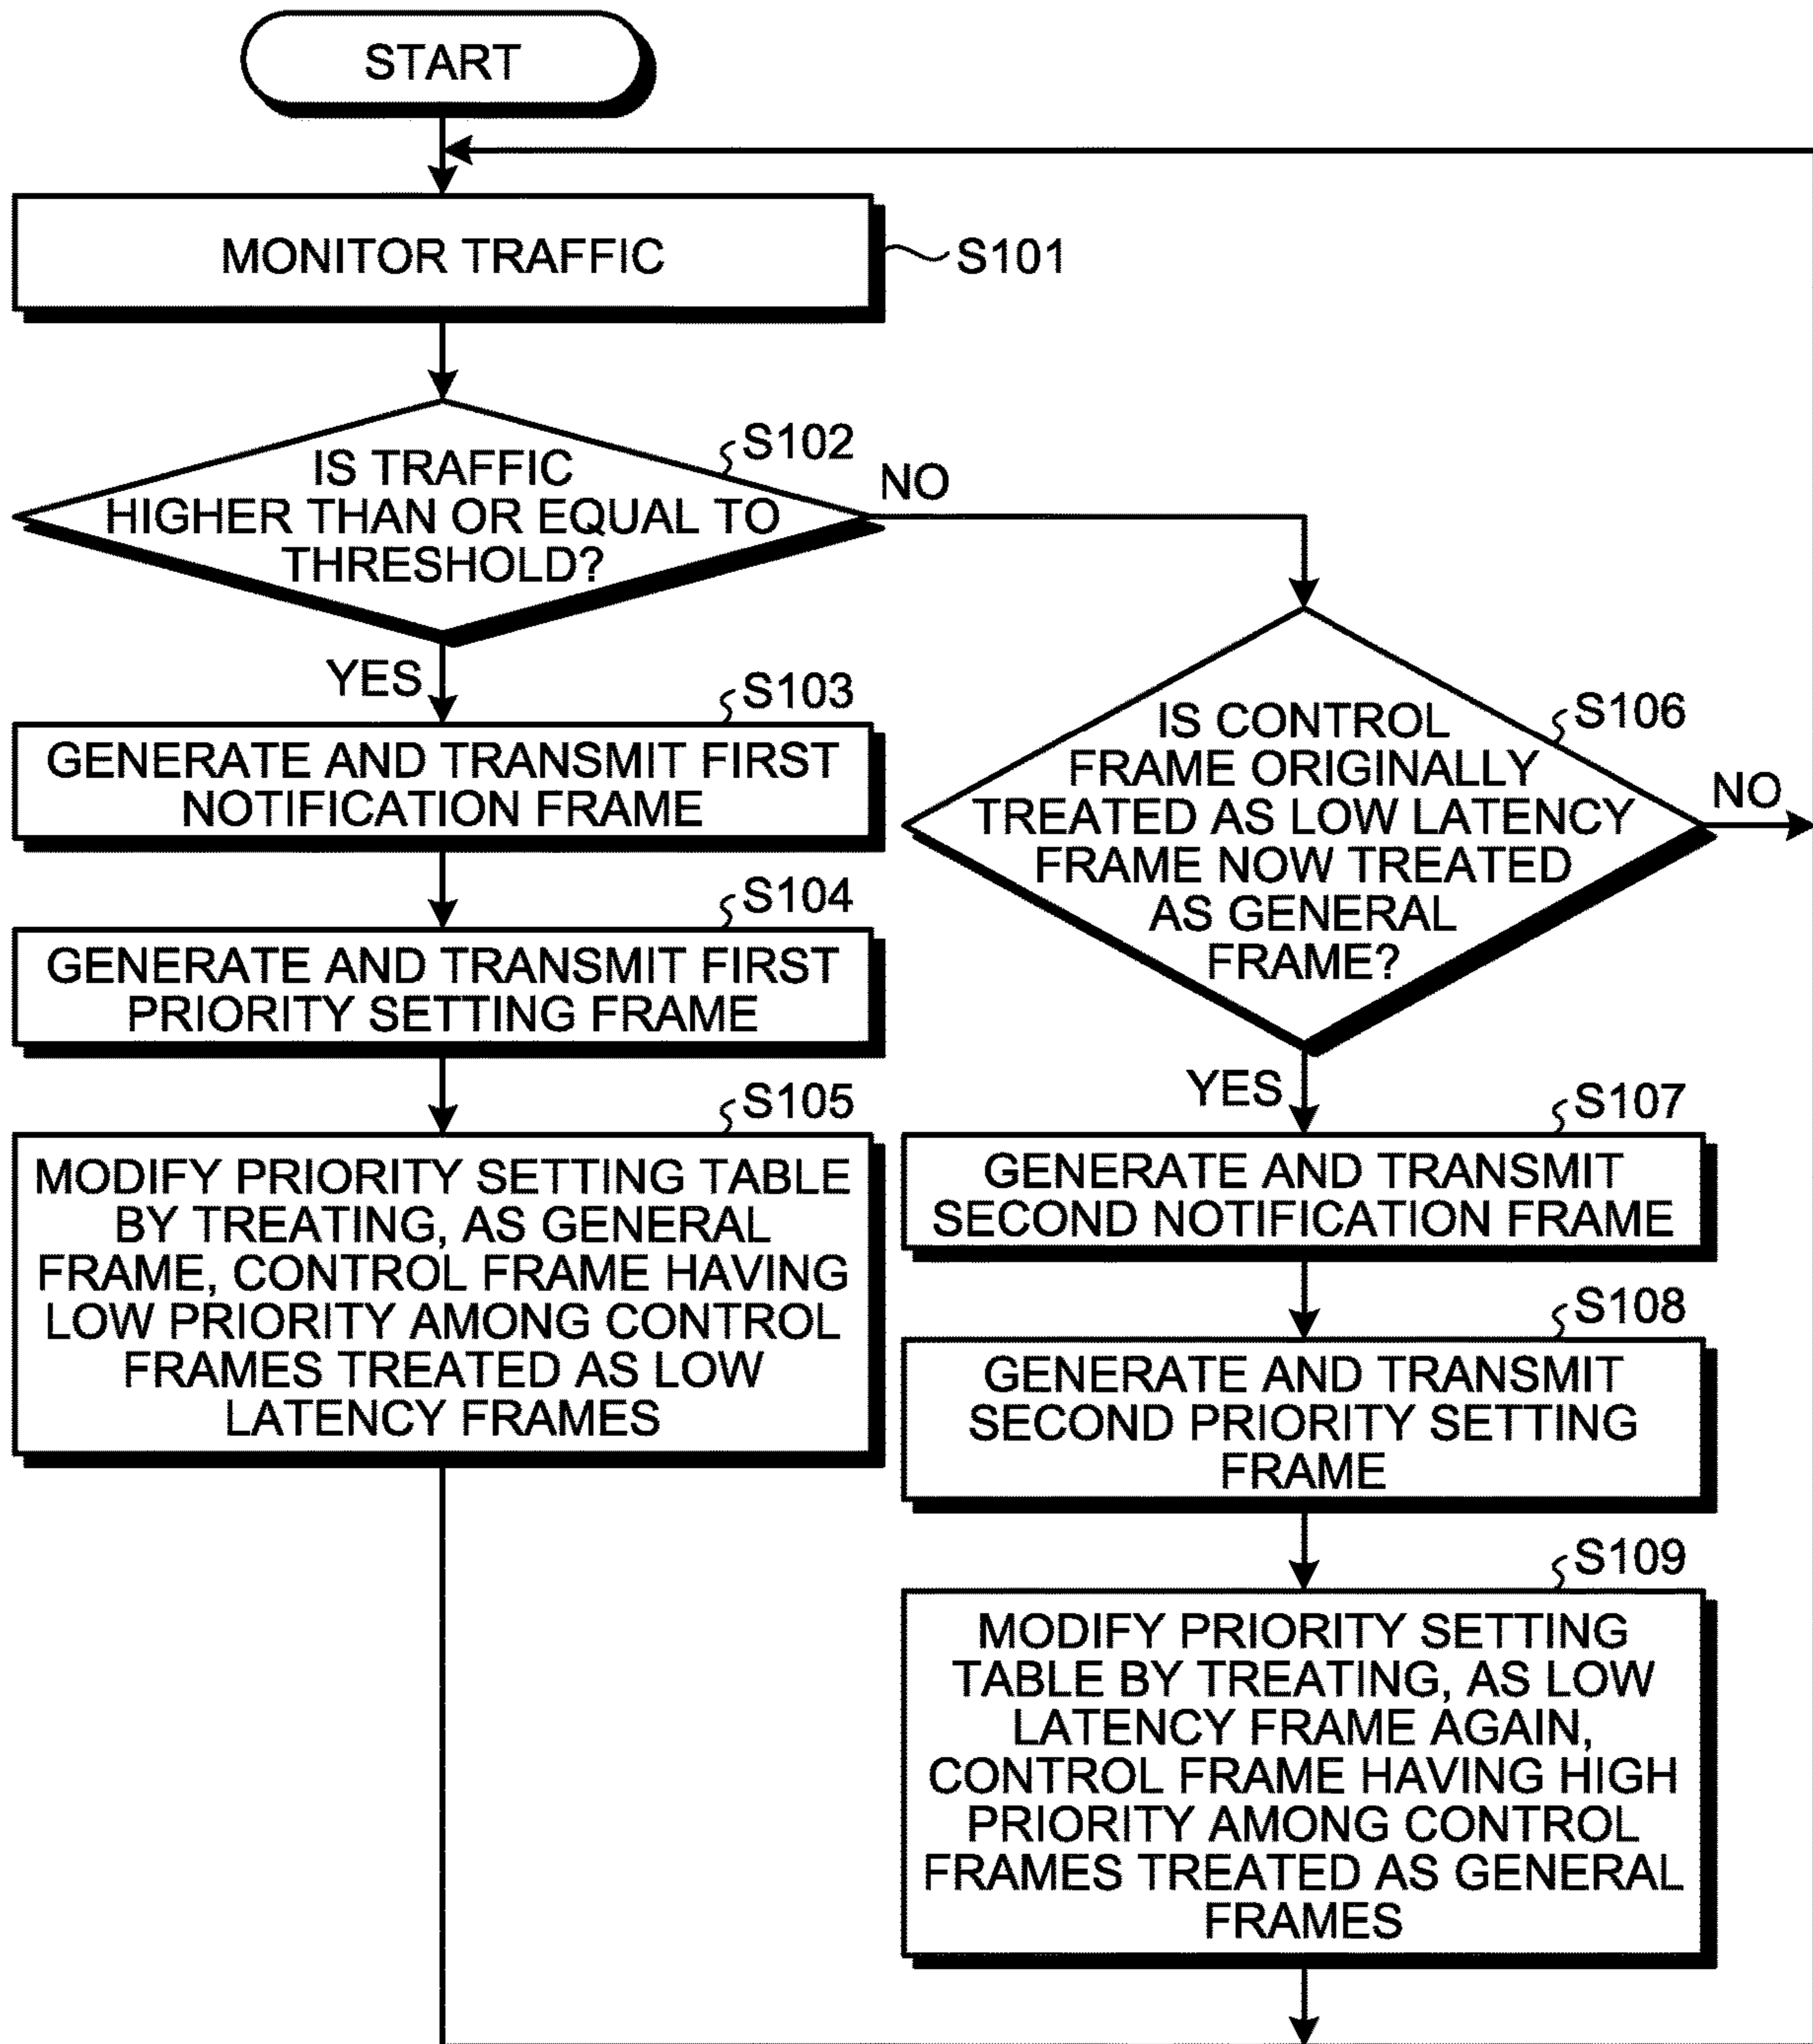 START
MONITOR TRAFFIC
S101
S102
IS TRAFFIC
HIGHER THAN OR EQUAL TO
THRESHOLD?
NO
YES
S103
GENERATE AND TRANSMIT FIRST
NOTIFICATION FRAME
S104
GENERATE AND TRANSMIT FIRST
PRIORITY SETTING FRAME
S105
MODIFY PRIORITY SETTING TABLE
BY TREATING, AS GENERAL
FRAME, CONTROL FRAME HAVING
LOW PRIORITY AMONG CONTROL
FRAMES TREATED AS LOW
LATENCY FRAMES
S106
IS CONTROL
FRAME ORIGINALLY
TREATED AS LOW LATENCY
FRAME NOW TREATED
AS GENERAL
FRAME?
NO
YES
S107
GENERATE AND TRANSMIT
SECOND NOTIFICATION FRAME
S108
GENERATE AND TRANSMIT
SECOND PRIORITY SETTING
FRAME
S109
MODIFY PRIORITY SETTING
TABLE BY TREATING, AS LOW
LATENCY FRAME AGAIN,
CONTROL FRAME HAVING HIGH
PRIORITY AMONG CONTROL
FRAMES TREATED AS GENERAL
FRAMES